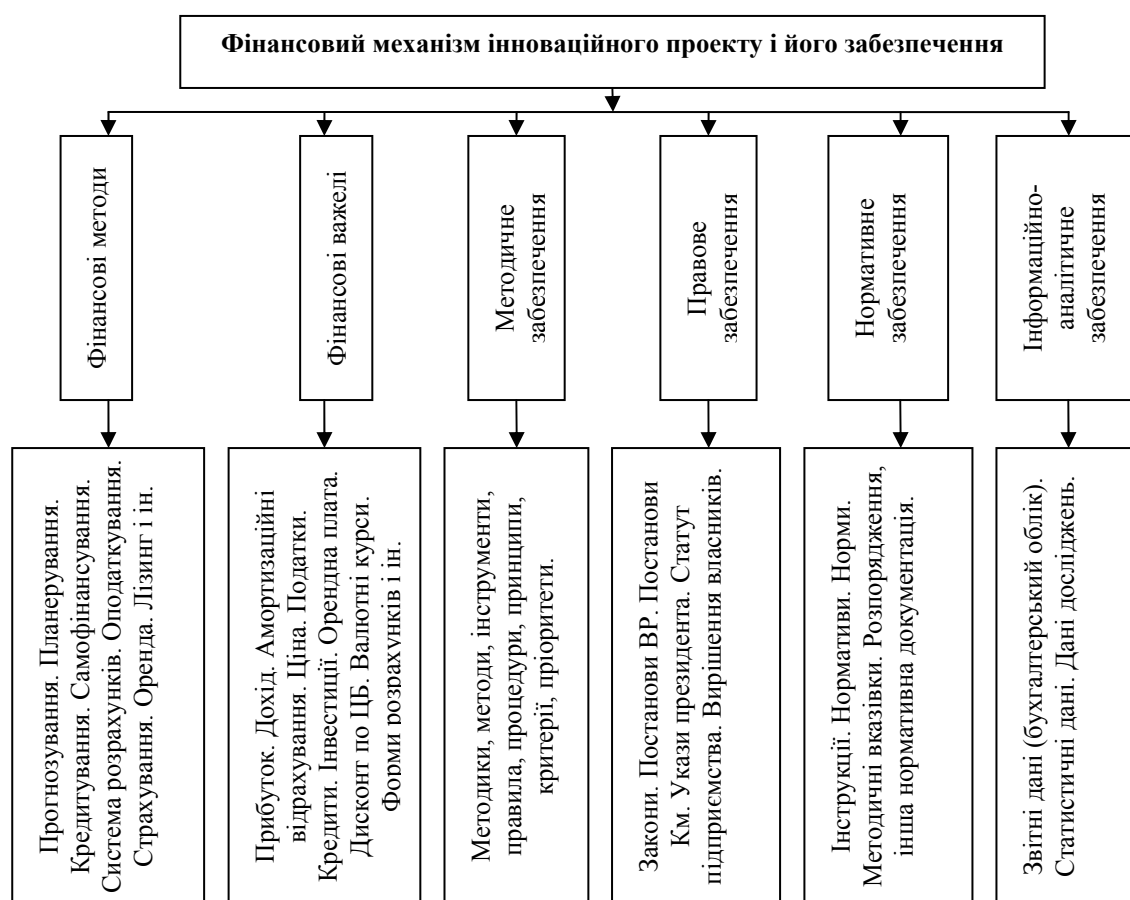 Фінансовий механізм інноваційного проекту і його забезпечення
Фінансові методи
Фінансові важелі
Методичне
забезпечення
Правове
забезпечення
Нормативне
забезпечення
Інформаційно-
аналітичне
забезпечення
Прогнозування. Планерування.
Кредитування. Самофінансування.
Система розрахунків. Оподаткування.
Страхування. Оренда. Лізинг і ін.
Прибуток. Дохід. Амортизаційні
відрахування. Ціна. Податки.
Кредити. Інвестиції. Орендна плата.
Дисконт по ЦБ. Валютні курси.
Форми розрахунків і ін.
Методики, методи, інструменти,
правила, процедури, принципи,
критерії, пріоритети.
Закони. Постанови ВР. Постанови
Км. Укази президента. Статут
підприємства. Вирішення власників.
Інструкції. Нормативи. Норми.
Методичні вказівки. Розпорядження,
інша нормативна документація.
Звітні дані (бухгалтерський облік).
Статистичні дані. Дані досліджень.